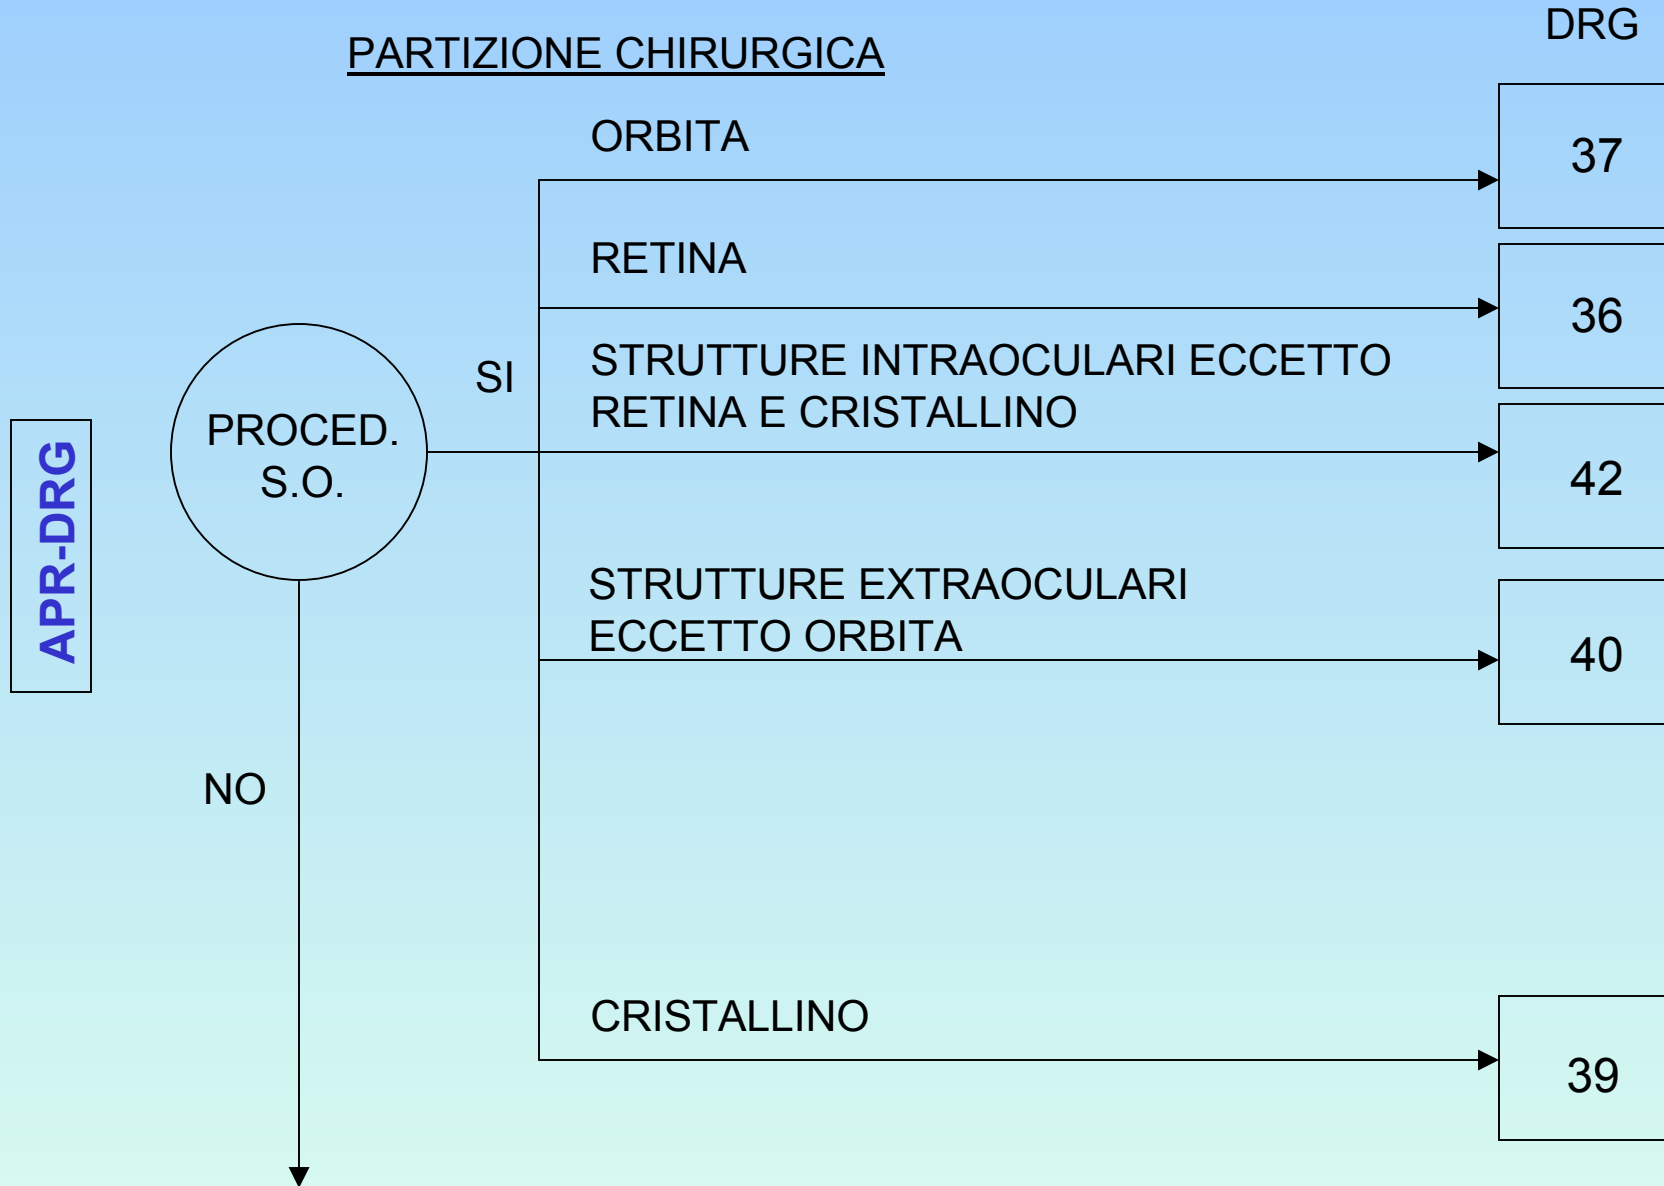 DRG
PARTIZIONE CHIRURGICA
ORBITA
37
RETINA
36
SI
STRUTTURE INTRAOCULARI ECCETTO
RETINA E CRISTALLINO
42
PROCED.
S.O.
APR-DRG
STRUTTURE EXTRAOCULARI
ECCETTO ORBITA
40
NO
CRISTALLINO
39